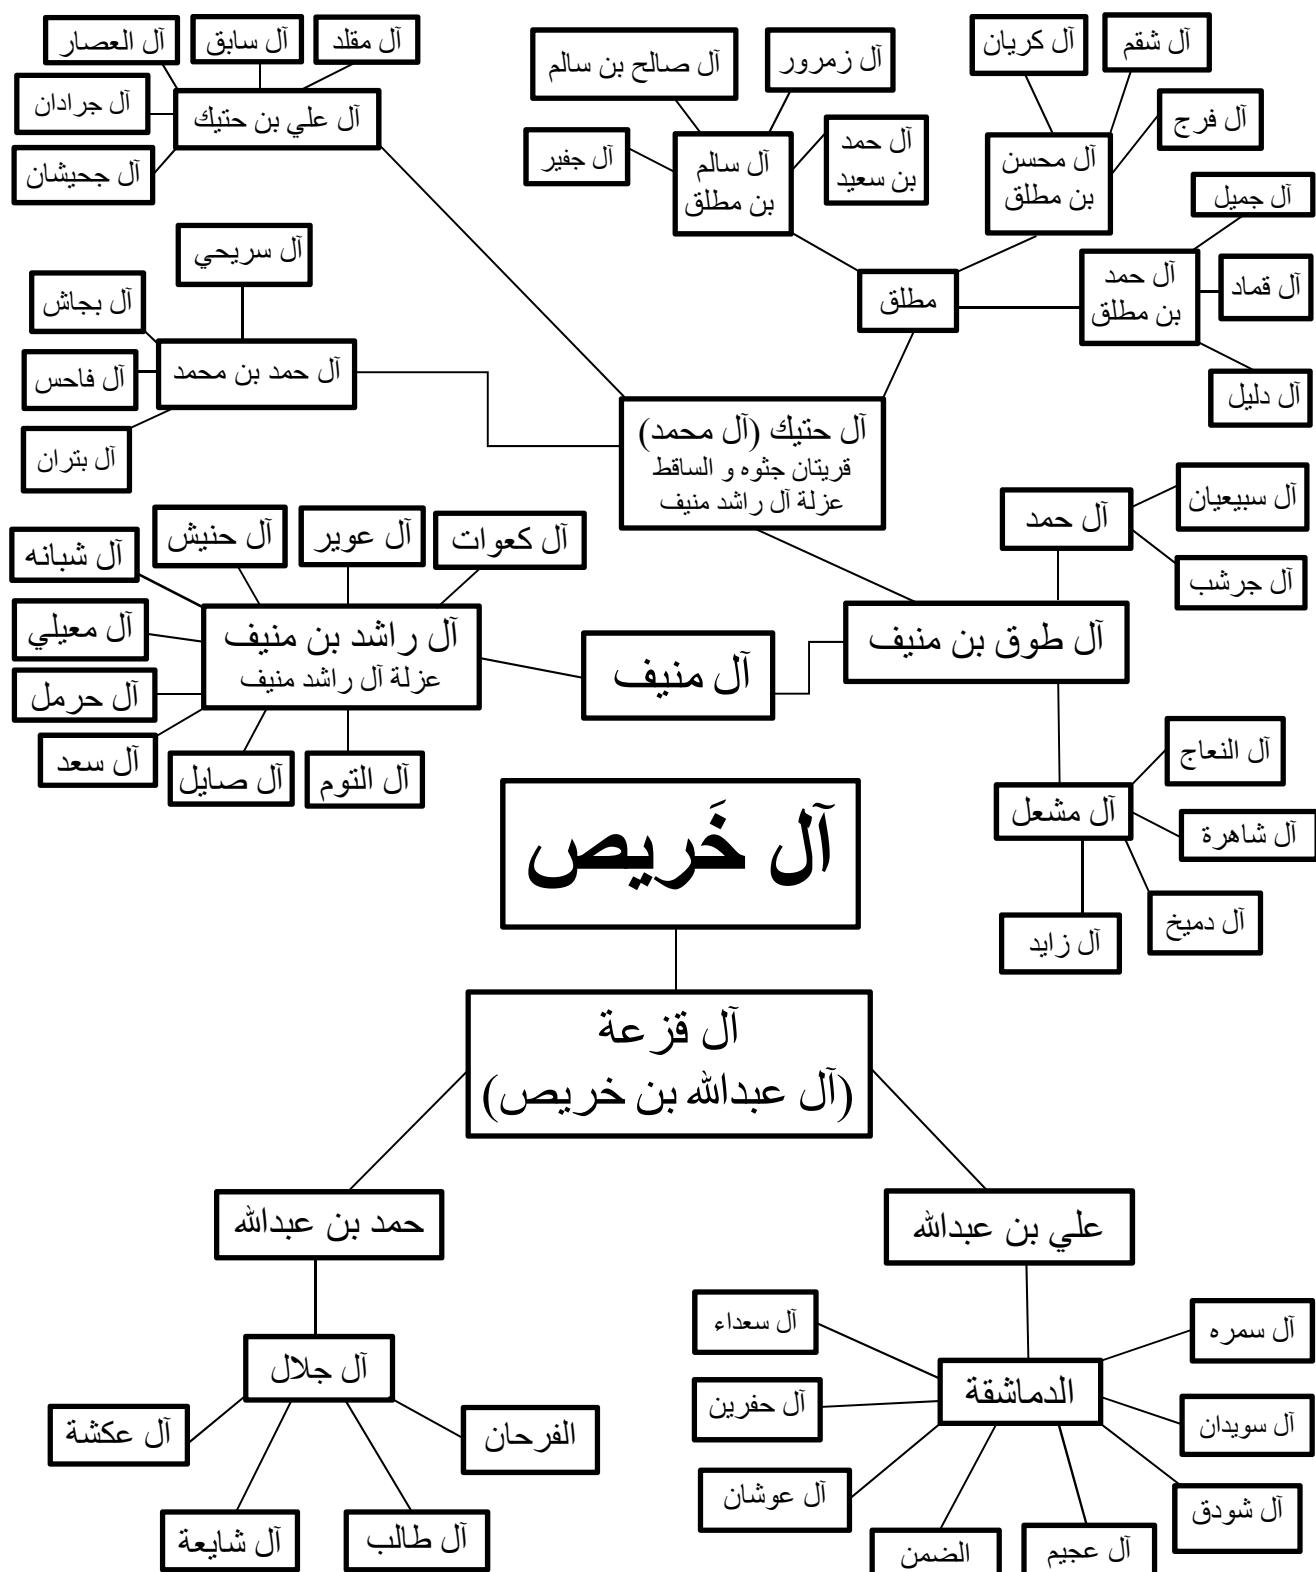 آل شقم
آل كريان
آل زمرور
آل صالح بن سالم
آل مقلد
آل سابق
آل العصار
آل فرج
آل محسن
بن مطلق
آل حمد
بن سعيد
آل سالم
بن مطلق
آل جفير
آل علي بن حتيك
آل جرادان
آل جحيشان
آل جميل
آل قماد
آل حمد
بن مطلق
آل دليل
مطلق
آل سريحي
آل بجاش
آل حمد بن محمد
آل فاحس
آل بتران
آل حتيك (آل محمد)
قريتان جثوه و الساقط
عزلة آل راشد منيف
آل سبيعيان
آل حمد
آل جرشب
آل كعوات
آل عوير
آل حنيش
آل شبانه
آل طوق بن منيف
آل منيف
آل راشد بن منيف
عزلة آل راشد منيف
آل معيلي
آل حرمل
آل سعد
آل صايل
آل التوم
آل النعاج
آل مشعل
آل شاهرة
آل دميخ
آل زايد
آل خَريص
آل قزعة
(آل عبدالله بن خريص)
علي بن عبدالله
حمد بن عبدالله
آل سمره
آل سعداء
الدماشقة
آل حفرين
آل سويدان
آل عوشان
آل شودق
آل عجيم
الضمن
آل جلال
الفرحان
آل عكشة
آل طالب
آل شايعة